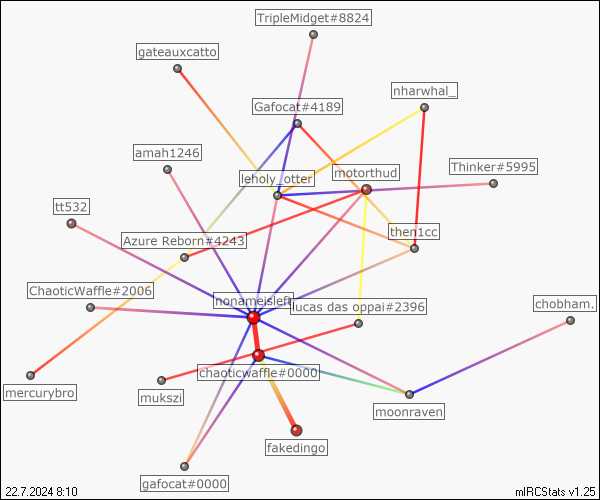 TripleMidget#8824
gateauxcatto
nharwhal_
Gafocat#4189
amah1246
motorthud
Thinker#5995
leholy_otter
tt532
then1cc
Azure Reborn#4243
ChaoticWaffle#2006
nonameisleft
lucas das oppai#2396
chobham.
chaoticwaffle#0000
mercurybro
mukszi
moonraven
fakedingo
gafocat#0000
22.7.2024 8:10
mIRCStats v1.25